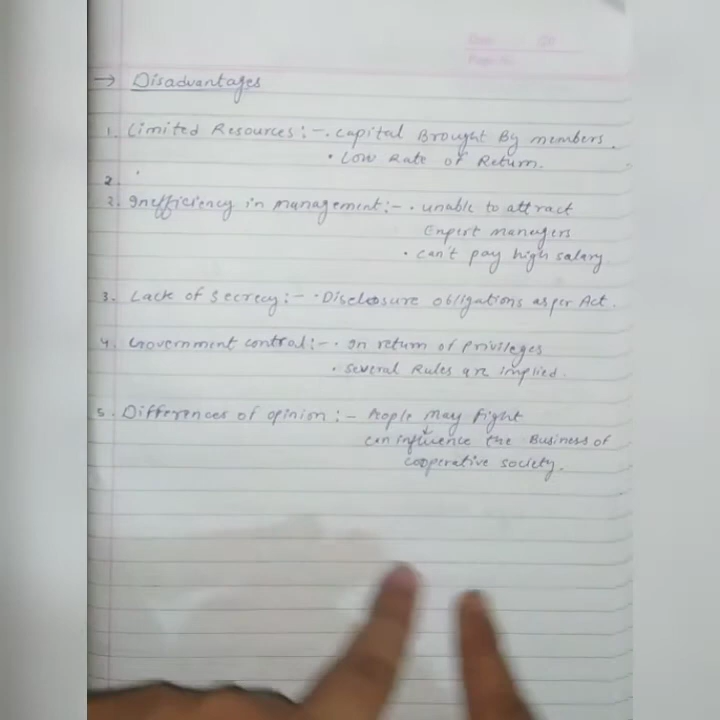 → Disadvantages
1. Limited Resources :- • Capital Brought By members.
• Low Rate of Return.
2.
2. Inefficiency in management :- • unable to attract
Expert managers
• can't pay high salary
3. Lack of secrecy :- • Disclosure obligations as per Act.
4. Government control :- • In return of Privileges
• several Rules are implied.
5. Differences of opinion :- People may Fight
↓
can influence the Business of
cooperative society.